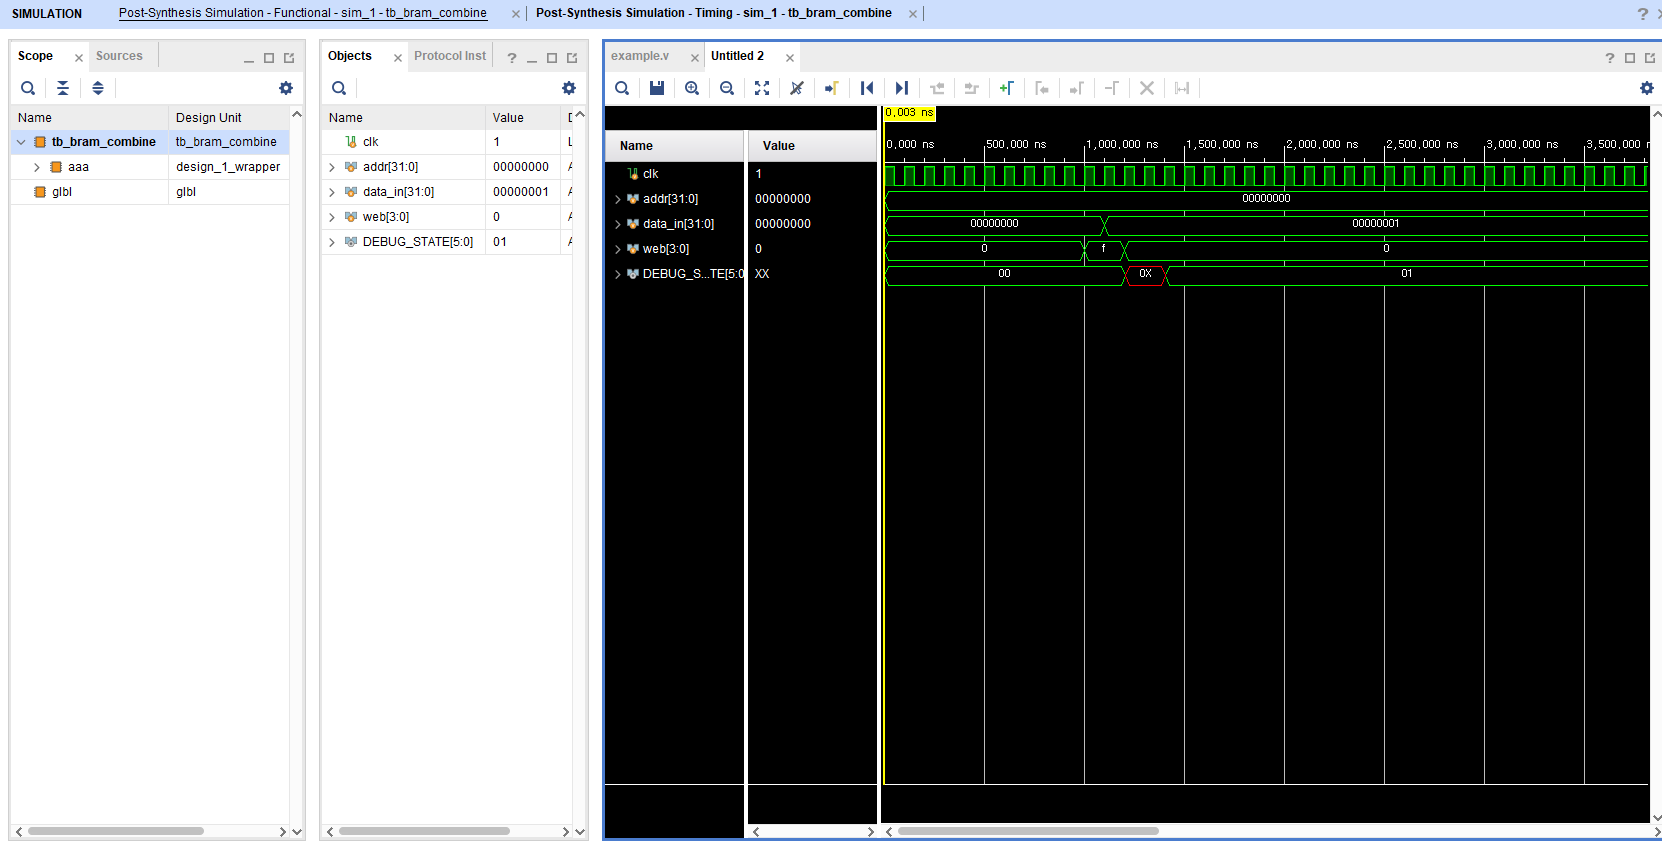 SIMULATION Post-Synthesis Simulation - Functional - sim_1 - tb_bram_combine Post-Synthesis Simulation - Timing - sim_1 - tb_bram_combine ?
Scope Sources
Name Design Unit
tb_bram_combine tb_bram_combine
aaa design_1_wrapper
glbl glbl
Objects Protocol Inst ?
Name Value
clk 1 L
addr[31:0] 00000000 A
data_in[31:0] 00000001 A
web[3:0] 0 A
DEBUG_STATE[5:0] 01 A
example.v Untitled 2 ?
0,003 ns
Name Value 0,000 ns 500,000 ns 1,000,000 ns 1,500,000 ns 2,000,000 ns 2,500,000 ns 3,000,000 ns 3,500,000 n
clk 1
addr[31:0] 00000000 00000000
data_in[31:0] 00000000 00000000 00000001
web[3:0] 0 0 f 0
DEBUG_S...TE[5:0 XX 00 0X 01